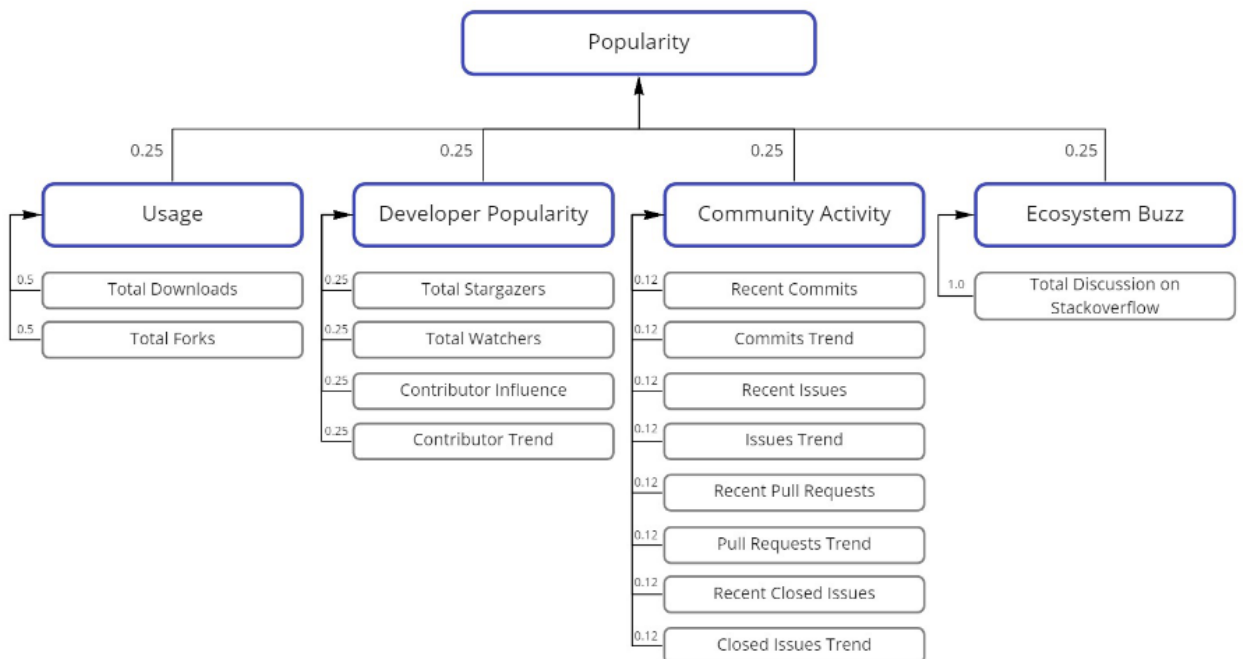 Popularity
0.25
0.25
0.25
0.25
Usage
Developer Popularity
Community Activity
Ecosystem Buzz
0.5
Total Downloads
0.5
Total Forks
0.25
Total Stargazers
0.25
Total Watchers
0.25
Contributor Influence
0.25
Contributor Trend
0.12
Recent Commits
0.12
Commits Trend
0.12
Recent Issues
0.12
Issues Trend
0.12
Recent Pull Requests
0.12
Pull Requests Trend
0.12
Recent Closed Issues
0.12
Closed Issues Trend
1.0
Total Discussion on
Stackoverflow